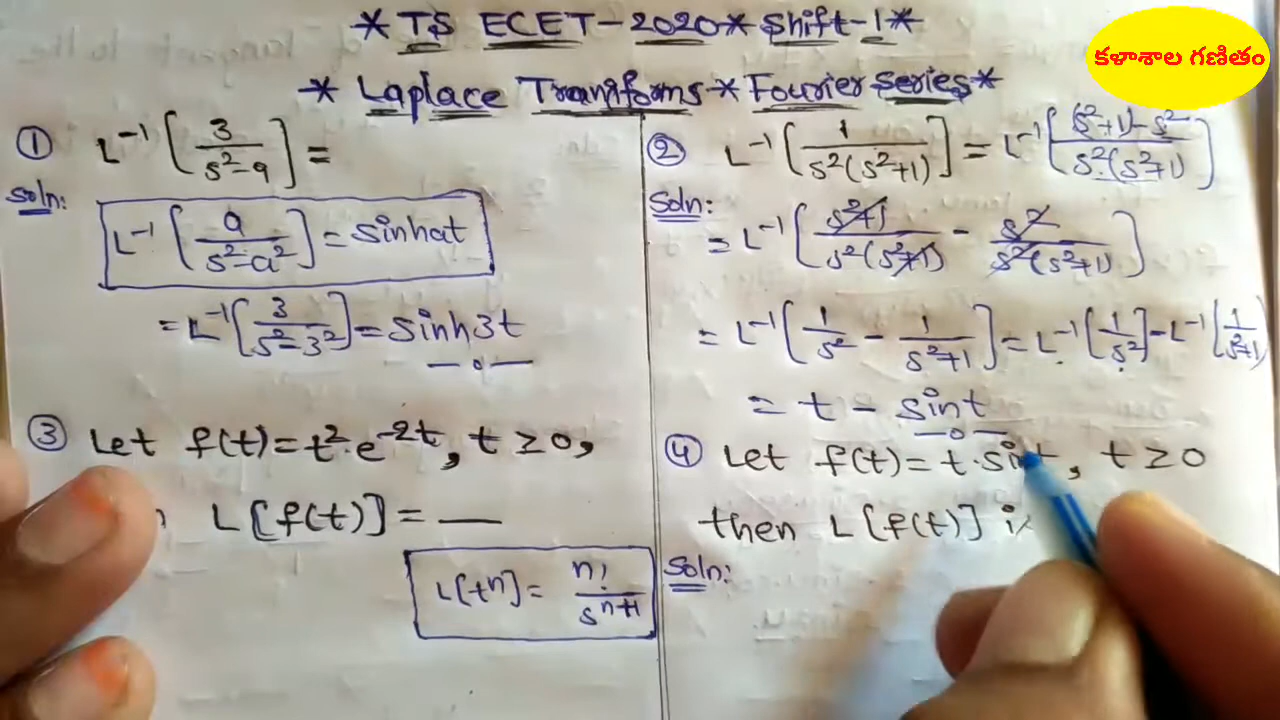 * TS ECET-2020 * Shift-1 *
* Laplace Transforms * Fourier Series *
కళాశాల గణితం
① L⁻¹[3/(s²-9)] =
Soln:
L⁻¹[a/(s²-a²)] = sinhat
= L⁻¹[3/(s²-3²)] = sinh3t
② L⁻¹[1/(s²(s²+1))] = L⁻¹[((s²+1)-s²)/(s²(s²+1))]
Soln:
= L⁻¹[(s²+1)/(s²(s²+1)) - s²/(s²(s²+1))]
= L⁻¹[1/s² - 1/(s²+1)] = L⁻¹[1/s²] - L⁻¹[1/(s²+1)]
= t - sint
③ Let f(t) = t².e⁻²ᵗ, t ≥ 0,
L[f(t)] = __
L[tⁿ] = n!/sⁿ⁺¹
④ Let f(t) = t.sint, t ≥ 0
then L[f(t)] is
Soln: